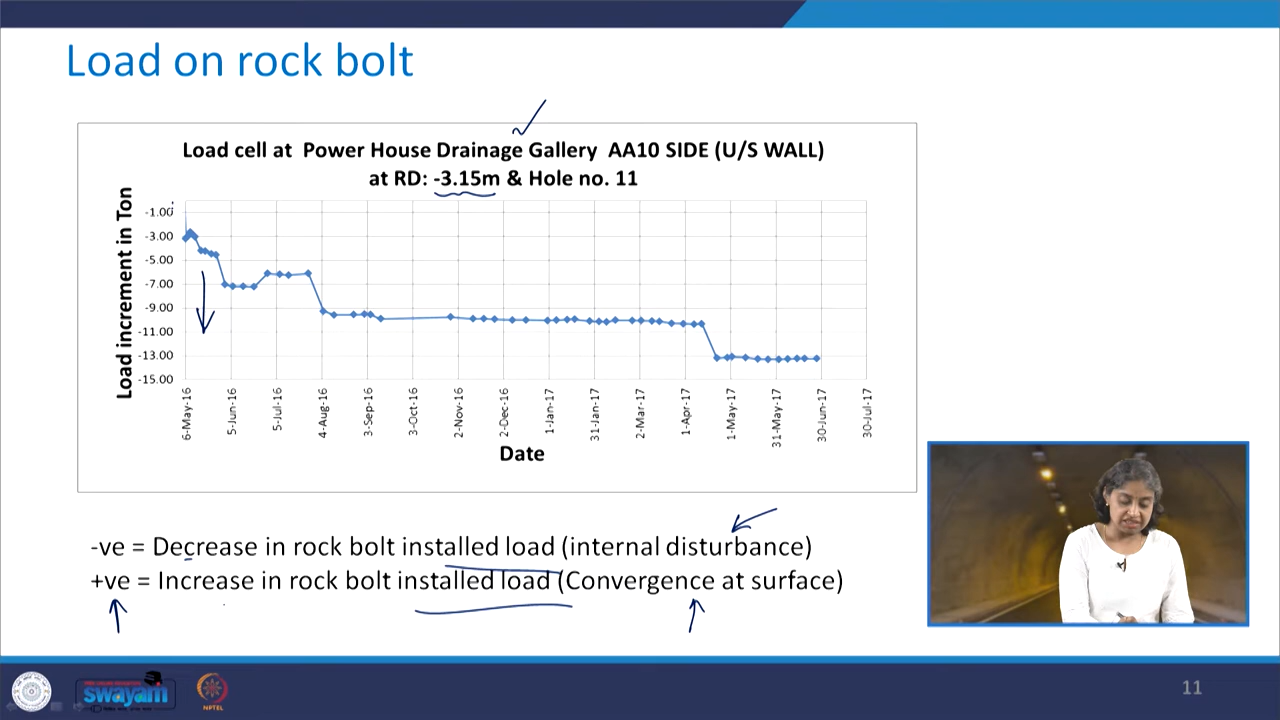 Load on rock bolt
Load cell at Power House Drainage Gallery AA10 SIDE (U/S WALL)
at RD: -3.15m & Hole no. 11
Load increment in Ton
-1.00
-3.00
-5.00
-7.00
-9.00
-11.00
-13.00
-15.00
6-May-16
5-Jun-16
5-Jul-16
4-Aug-16
3-Sep-16
3-Oct-16
2-Nov-16
2-Dec-16
1-Jan-17
31-Jan-17
2-Mar-17
1-Apr-17
1-May-17
31-May-17
30-Jun-17
30-Jul-17
Date
-ve = Decrease in rock bolt installed load (internal disturbance)
+ve = Increase in rock bolt installed load (Convergence at surface)
swayam
NPTEL
11